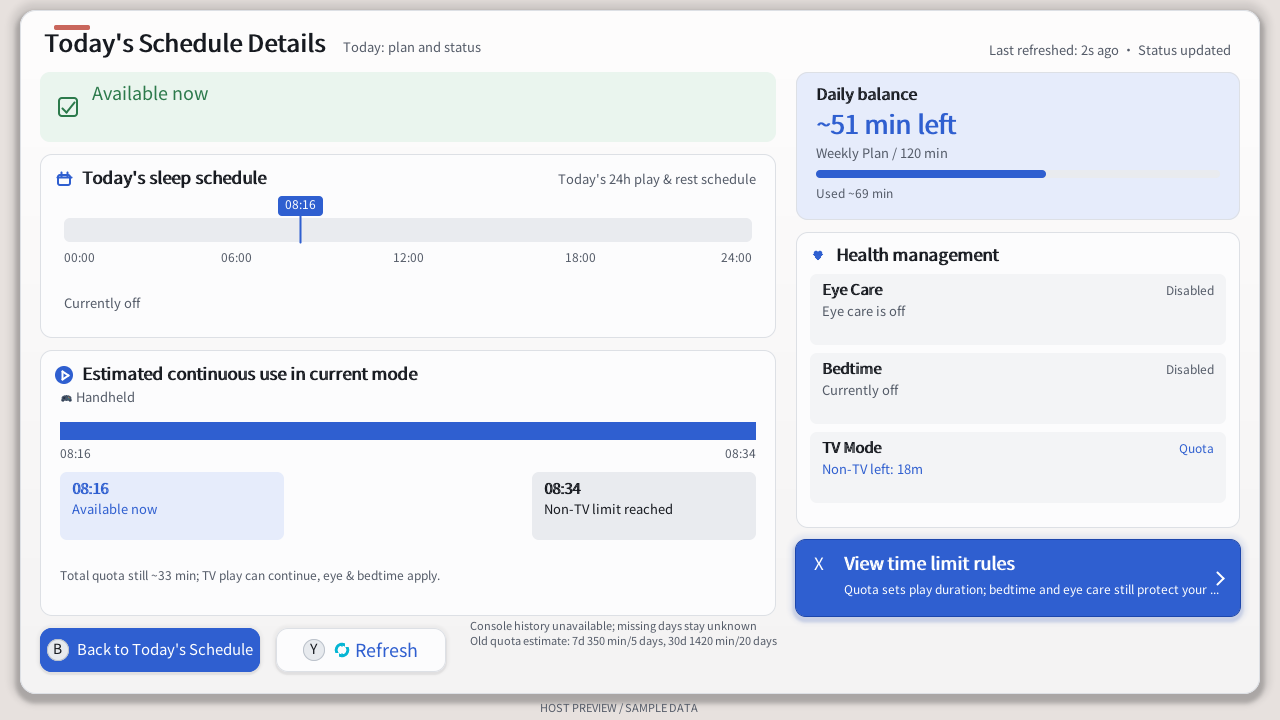 Today's Schedule Details
Today: plan and status
Last refreshed: 2s ago • Status updated
Available now
Today's sleep schedule
Today's 24h play & rest schedule
08:16
00:00 06:00 12:00 18:00 24:00
Currently off
Estimated continuous use in current mode
Handheld
08:16 08:34
08:16
Available now
08:34
Non-TV limit reached
Total quota still ~33 min; TV play can continue, eye & bedtime apply.
Daily balance
~51 min left
Weekly Plan / 120 min
Used ~69 min
Health management
Eye Care
Disabled
Eye care is off
Bedtime
Disabled
Currently off
TV Mode
Quota
Non-TV left: 18m
X View time limit rules
Quota sets play duration; bedtime and eye care still protect your ...
B Back to Today's Schedule
Y Refresh
Console history unavailable; missing days stay unknown
Old quota estimate: 7d 350 min/5 days, 30d 1420 min/20 days
HOST PREVIEW / SAMPLE DATA